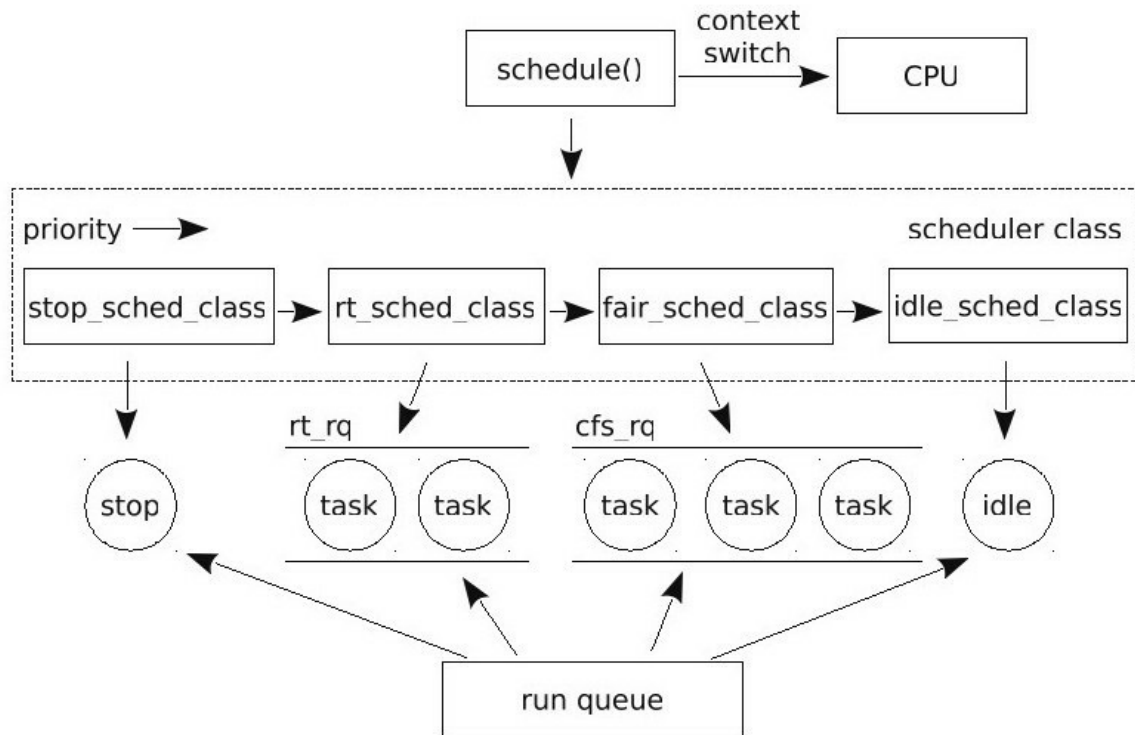 context
switch
schedule()
CPU
priority
scheduler class
stop_sched_class
rt_sched_class
fair_sched_class
idle_sched_class
rt_rq
cfs_rq
stop
task
task
task
task
task
idle
run queue